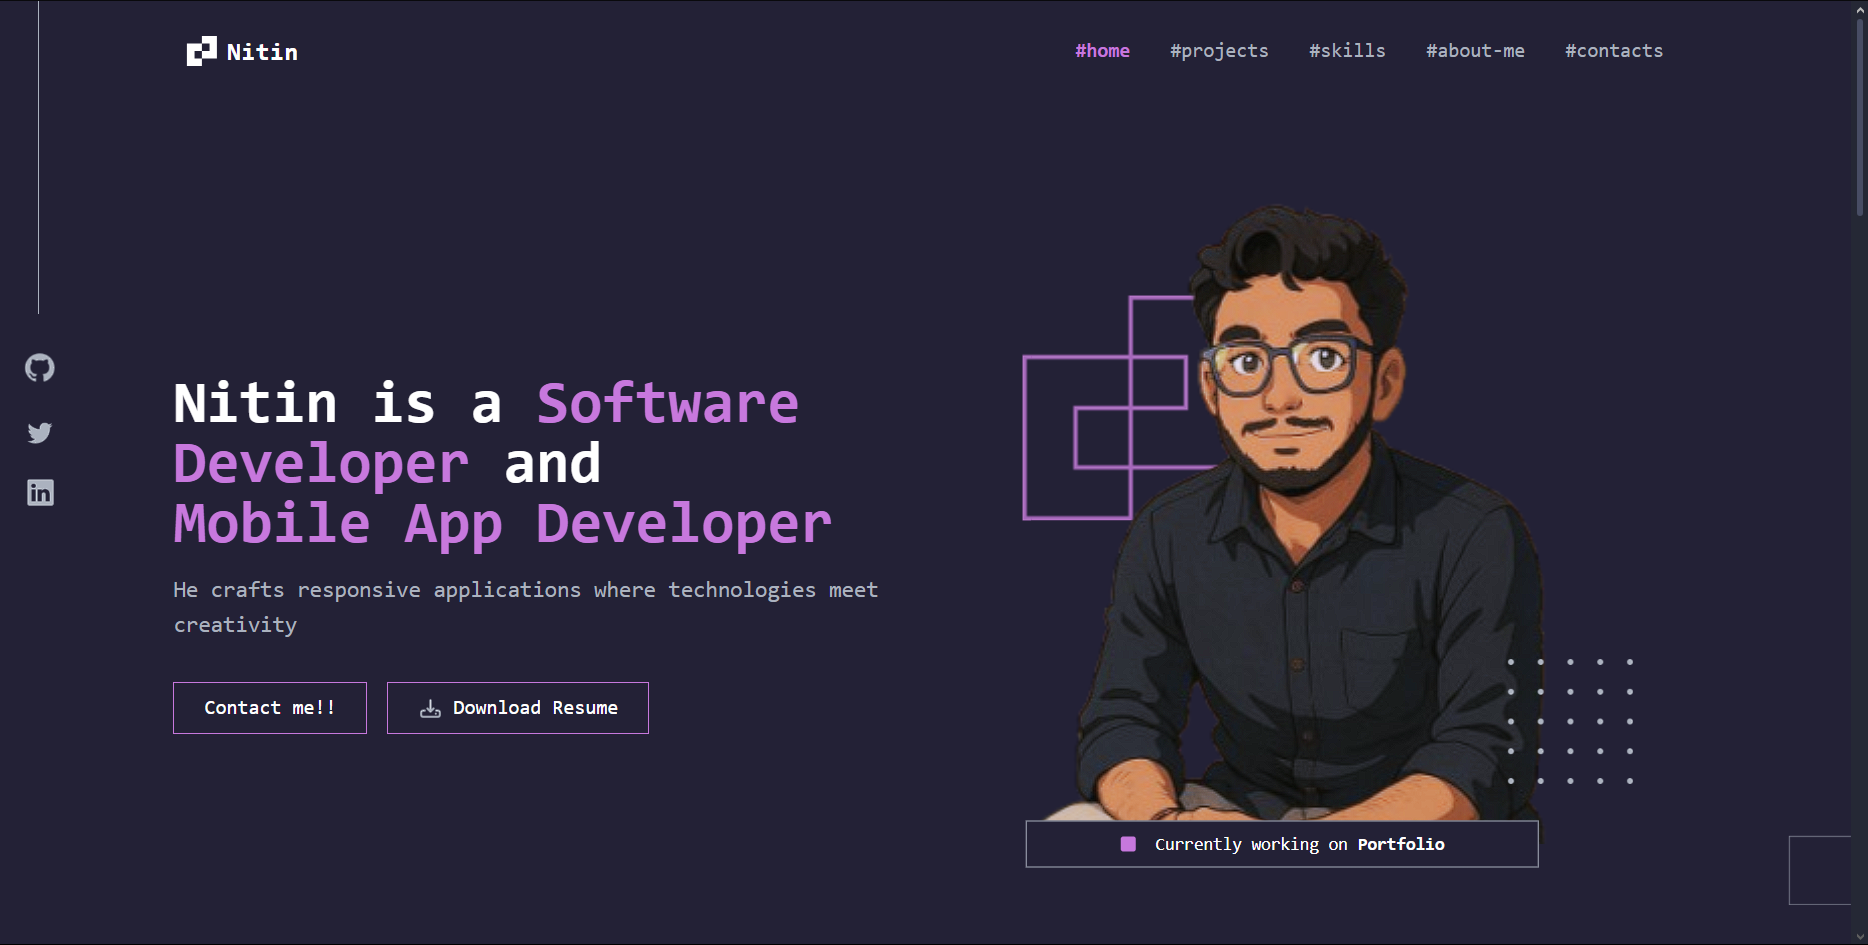 Nitin
#home #projects #skills #about-me #contacts
Nitin is a Software
Developer and
Mobile App Developer
He crafts responsive applications where technologies meet
creativity
Contact me!!
Download Resume
Currently working on Portfolio